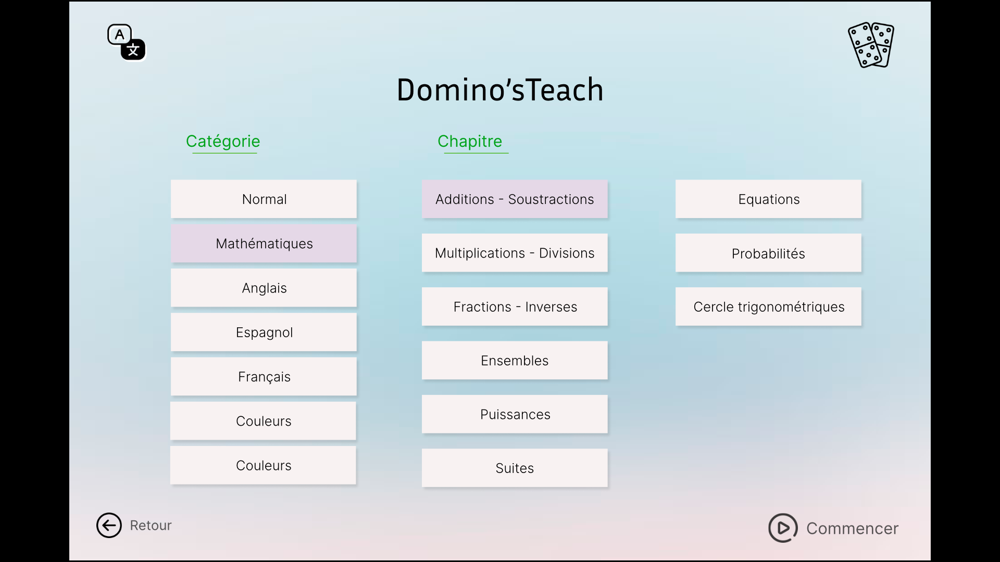 A
文
Domino’sTeach
Catégorie
Normal
Mathématiques
Anglais
Espagnol
Français
Couleurs
Couleurs
Chapitre
Additions - Soustractions
Multiplications - Divisions
Fractions - Inverses
Ensembles
Puissances
Suites
Equations
Probabilités
Cercle trigonométriques
Retour
Commencer